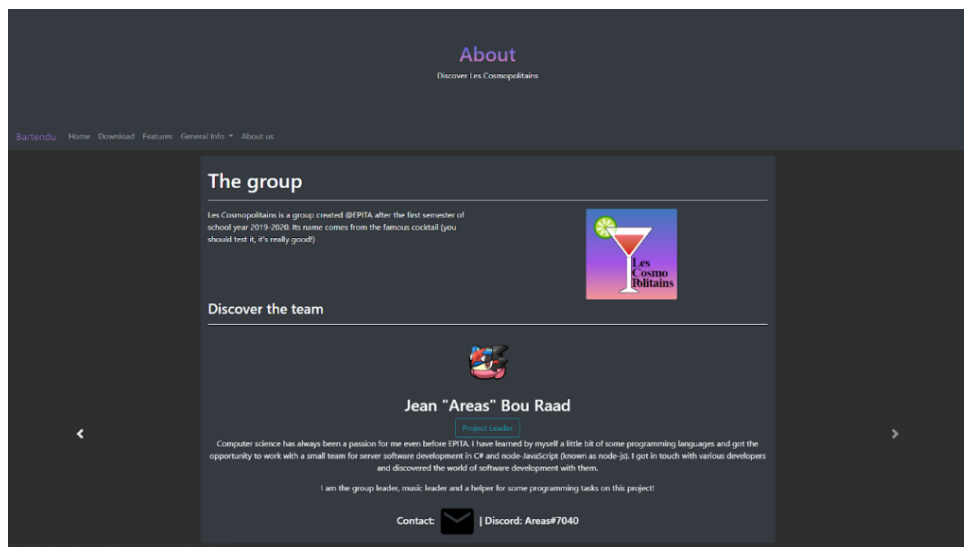 About
Discover Les Cosmopolitains
Bartendu Home Download Features General Info About us
The group
Les Cosmopolitains is a group created @EPITA after the first semester of
school year 2019-2020. Its name comes from the famous cocktail (you
should test it, it's really good!)
Les
Cosmo
Politains
Discover the team
Jean "Areas" Bou Raad
Project Leader
Computer science has always been a passion for me even before EPITA. I have learned by myself a little bit of some programming languages and got the
opportunity to work with a small team for server software development in C# and node-JavaScript (known as node-js). I got in touch with various developers
and discovered the world of software development with them.
I am the group leader, music leader and a helper for some programming tasks on this project!
Contact: | Discord: Areas#7040